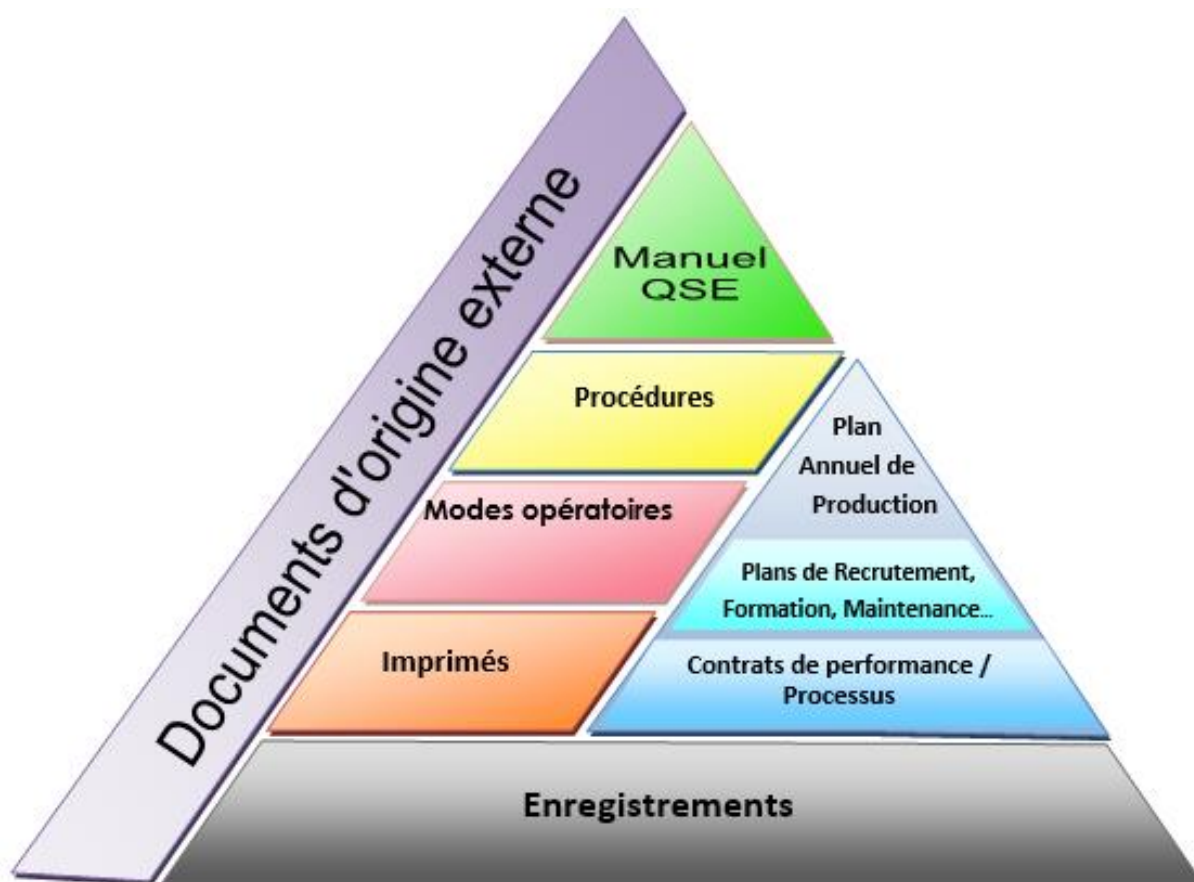 Documents d'origine externe
Manuel
QSE
Procédures
Modes opératoires
Imprimés
Plan
Annuel de
Production
Plans de Recrutement,
Formation, Maintenance...
Contrats de performance /
Processus
Enregistrements